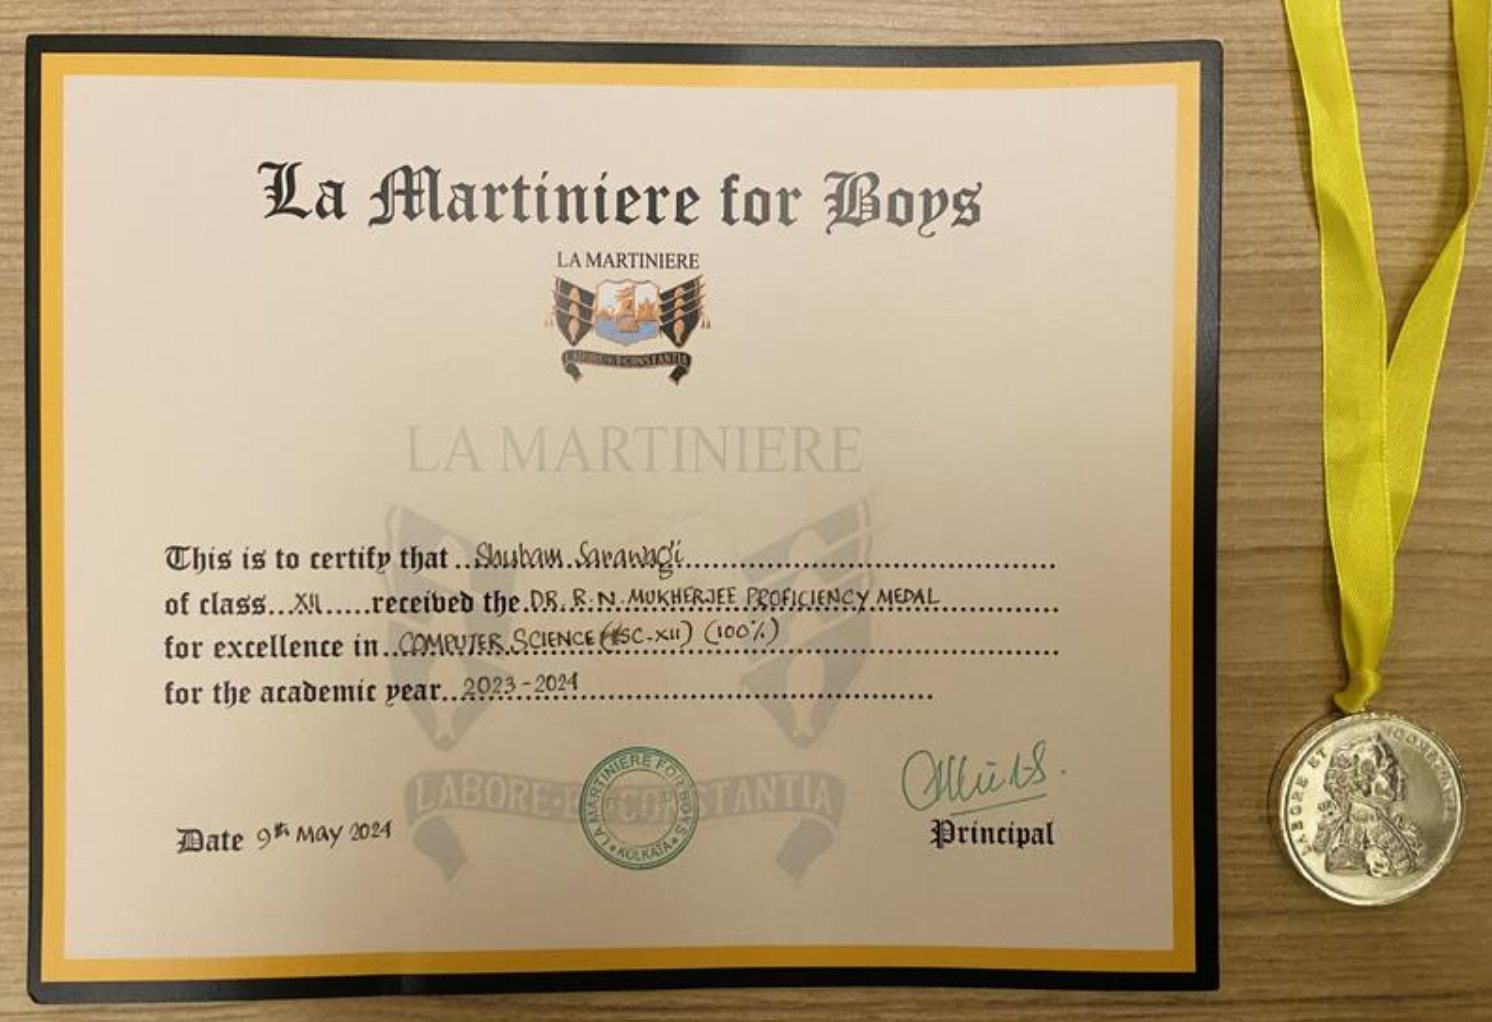 La Martiniere for Boys
LA MARTINIERE
LABORE·ET·CONSTANTIA
LA MARTINIERE
This is to certify that ..Shubam Sarawagi..
of class...XII.....received the.DR. R.N. MUKHERJEE PROFICIENCY MEDAL
for excellence in..COMPUTER SCIENCE (ISC-XII) (100%)
for the academic year..2023-2024
LABORE·ET·CONSTANTIA
LA MARTINIERE FOR BOYS
★KOLKATA★
Date 9th May 2024
Principal
LABORE ET CONSTANTIA